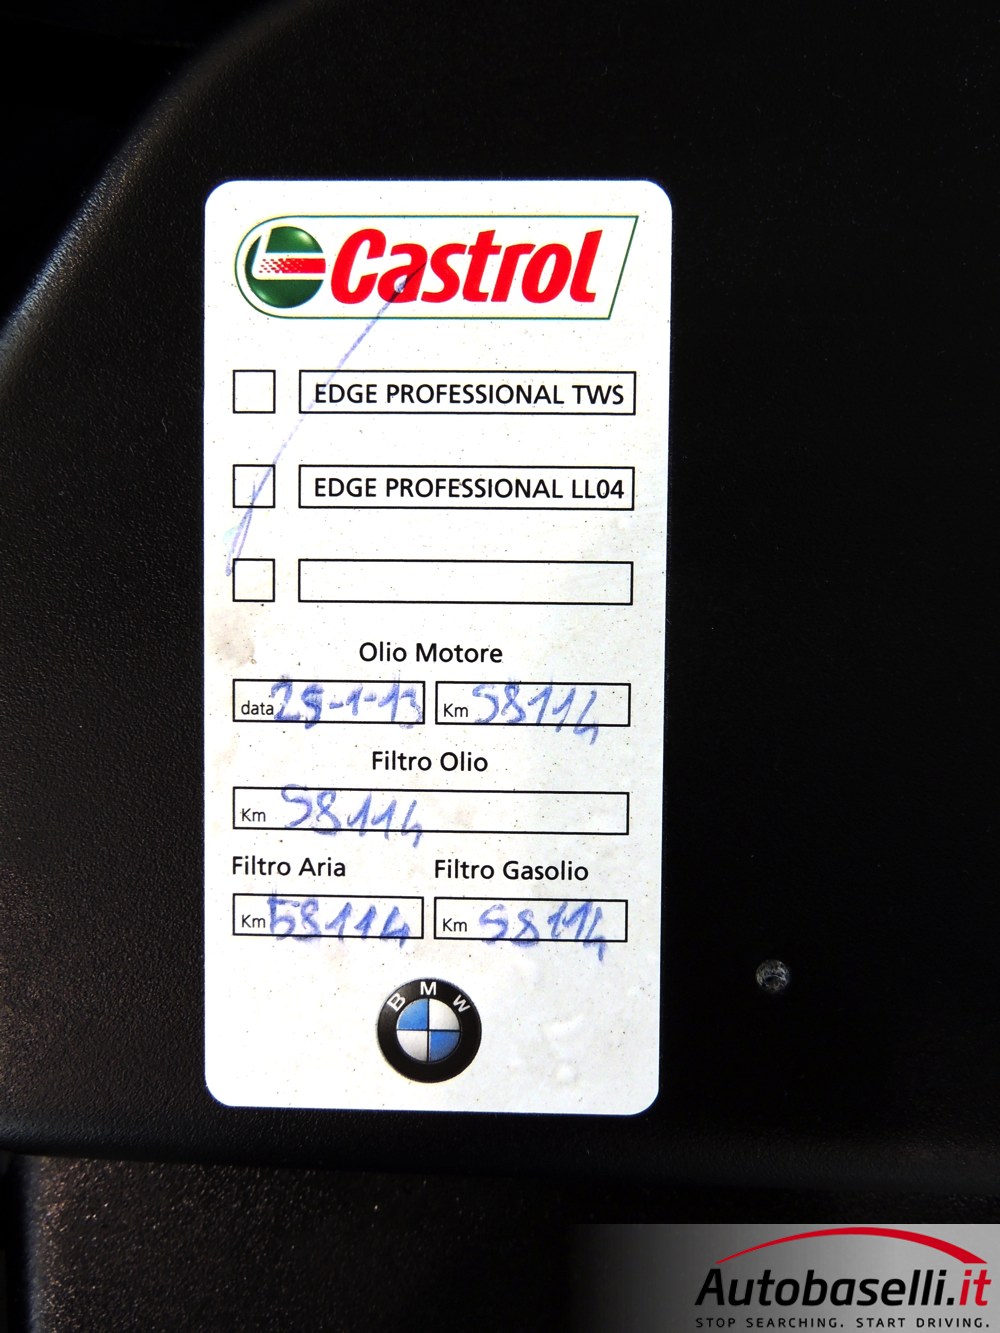 Castrol
EDGE PROFESSIONAL TWS
EDGE PROFESSIONAL LL04
Olio Motore
data 25-1-13 Km 58114
Filtro Olio
Km 58114
Filtro Aria Filtro Gasolio
Km 58114 Km 58114
BMW
Autobaselli.it
STOP SEARCHING. START DRIVING.